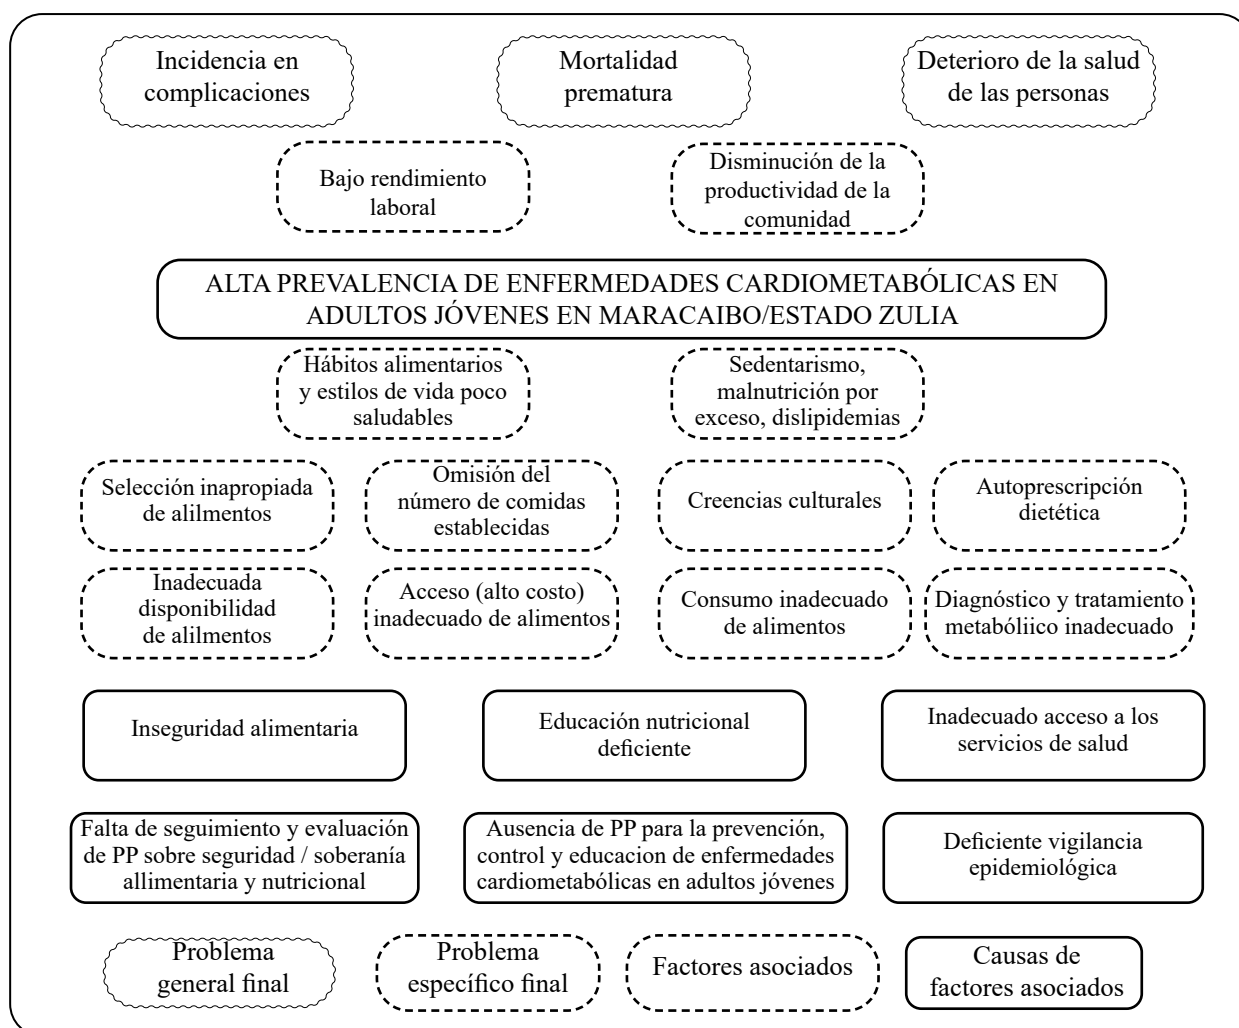 Incidencia en
complicaciones
Mortalidad
prematura
Deterioro de la salud
de las personas
Bajo rendimiento
laboral
Disminución de la
productividad de la
comunidad
ALTA PREVALENCIA DE ENFERMEDADES CARDIOMETABÓLICAS EN
ADULTOS JÓVENES EN MARACAIBO/ESTADO ZULIA
Hábitos alimentarios
y estilos de vida poco
saludables
Sedentarismo,
malnutrición por
exceso, dislipidemias
Selección inapropiada
de alilmentos
Omisión del
número de comidas
establecidas
Creencias culturales
Autoprescripción
dietética
Inadecuada
disponibilidad
de alilmentos
Acceso (alto costo)
inadecuado de alimentos
Consumo inadecuado
de alimentos
Diagnóstico y tratamiento
metabóliico inadecuado
Inseguridad alimentaria
Educación nutricional
deficiente
Inadecuado acceso a los
servicios de salud
Falta de seguimiento y evaluación
de PP sobre seguridad / soberanía
allimentaria y nutricional
Ausencia de PP para la prevención,
control y educacion de enfermedades
cardiometabólicas en adultos jóvenes
Deficiente vigilancia
epidemiológica
Problema
general final
Problema
específico final
Factores asociados
Causas de
factores asociados